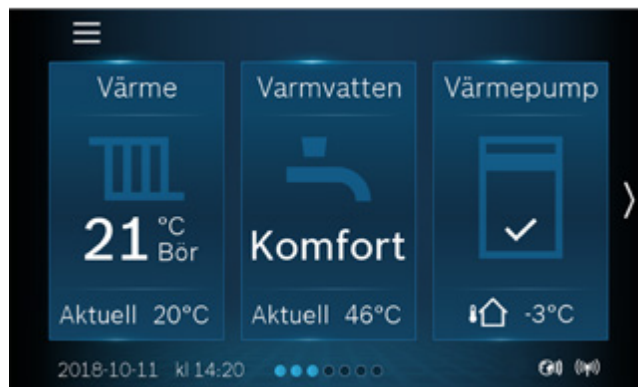 Värme
21 °C
Bör
Aktuell 20°C
Varmvatten
Komfort
Aktuell 46°C
Värmepump
-3°C
2018-10-11 kl 14:20